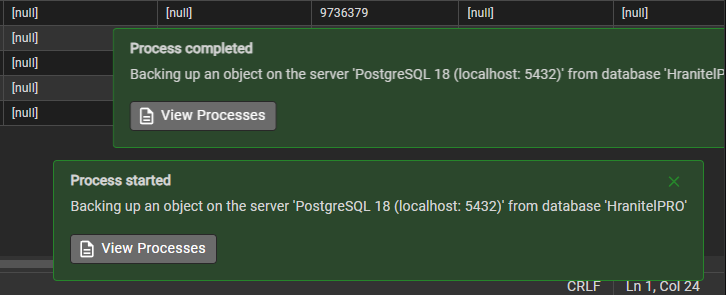 [null] [null] 9736379 [null] [null]
[null]
[null]
[null]
[null]
Process completed
Backing up an object on the server 'PostgreSQL 18 (localhost: 5432)' from database 'HranitelP
View Processes
Process started
Backing up an object on the server 'PostgreSQL 18 (localhost: 5432)' from database 'HranitelPRO'
View Processes
CRLF Ln 1, Col 24